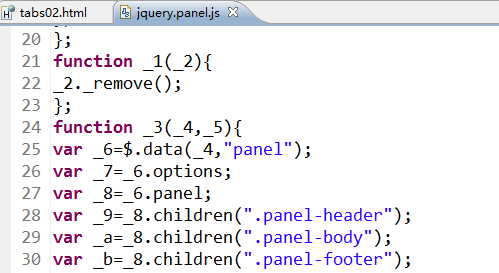 tabs02.html jquery.panel.js
20 };
21 function _1(_2){
22 _2._remove();
23 };
24 function _3(_4,_5){
25 var _6=$.data(_4,"panel");
26 var _7=_6.options;
27 var _8=_6.panel;
28 var _9=_8.children(".panel-header");
29 var _a=_8.children(".panel-body");
30 var _b=_8.children(".panel-footer");